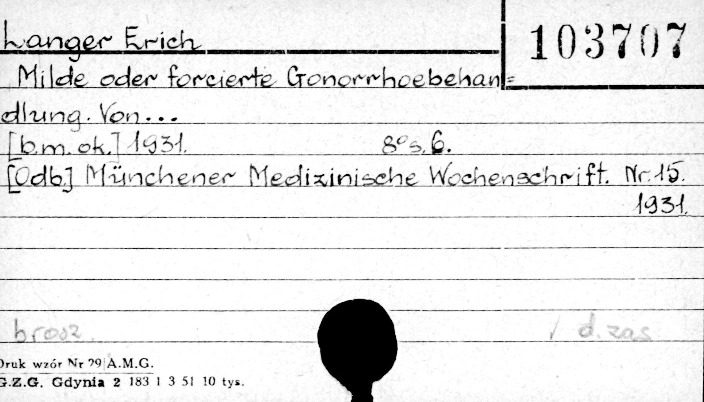 Langer Erich
103707
Milde oder forcierte Gonorrhoebehan=
dlung. Von...
[b.m.ok.] 1931. 8° s. 6.
[Odb.] Münchener Medizinische Wochenschrift. Nr. 15.
1931.
brosz. d. zas
Druk wzór Nr 29 A.M.G.
G.Z.G. Gdynia 2 183 1 3 51 10 tys.